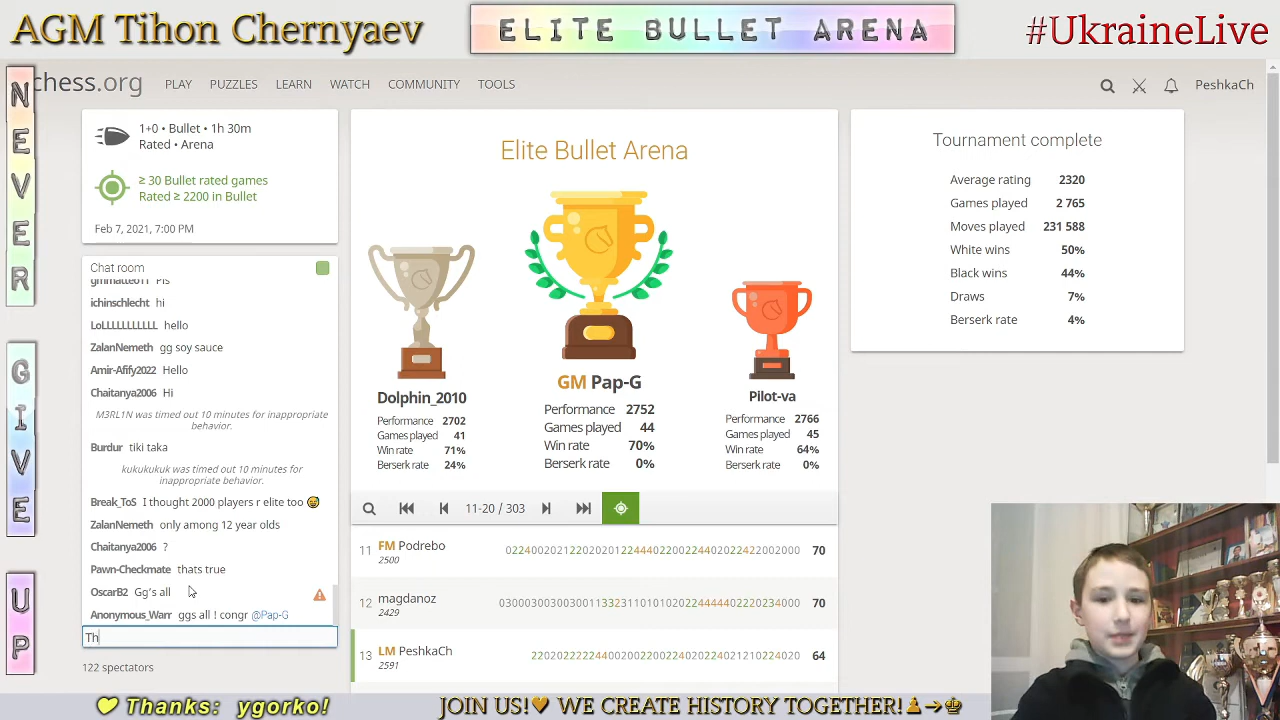 AGM Tihon Chernyaev
ELITE BULLET ARENA
#UkraineLive
NEVER
GIVE
UP
chess.org
PLAY
PUZZLES
LEARN
WATCH
COMMUNITY
TOOLS
PeshkaCh
1+0 • Bullet • 1h 30m
Rated • Arena
≥ 30 Bullet rated games
Rated ≥ 2200 in Bullet
Feb 7, 2021, 7:00 PM
Chat room
gmmatteo11 Pls
ichinschlecht hi
LoLLLLLLLLLL hello
ZalanNemeth gg soy sauce
Amir-Afify2022 Hello
Chaitanya2006 Hi
M3RL1N was timed out 10 minutes for inappropriate
behavior.
Burdur tiki taka
kukukukuk was timed out 10 minutes for
inappropriate behavior.
Break_ToS I thought 2000 players r elite too 😅
ZalanNemeth only among 12 year olds
Chaitanya2006 ?
Pawn-Checkmate thats true
OscarB2 Gg's all
Anonymous_Warr ggs all ! congr @Pap-G
Th
122 spectators
Elite Bullet Arena
Dolphin_2010
Performance 2702
Games played 41
Win rate 71%
Berserk rate 24%
GM Pap-G
Performance 2752
Games played 44
Win rate 70%
Berserk rate 0%
Pilot-va
Performance 2766
Games played 45
Win rate 64%
Berserk rate 0%
11-20 / 303
11 FM Podrebo 0224002021220202012244402200224402022422002000 70
2500
12 magdanoz 03000300300300113323110101020224444402220234000 70
2429
13 LM PeshkaCh 220202222244002002200224020224021210224020 64
2591
Tournament complete
Average rating 2320
Games played 2 765
Moves played 231 588
White wins 50%
Black wins 44%
Draws 7%
Berserk rate 4%
💛 Thanks: ygorko!
JOIN US!🧡 WE CREATE HISTORY TOGETHER!♟→♚